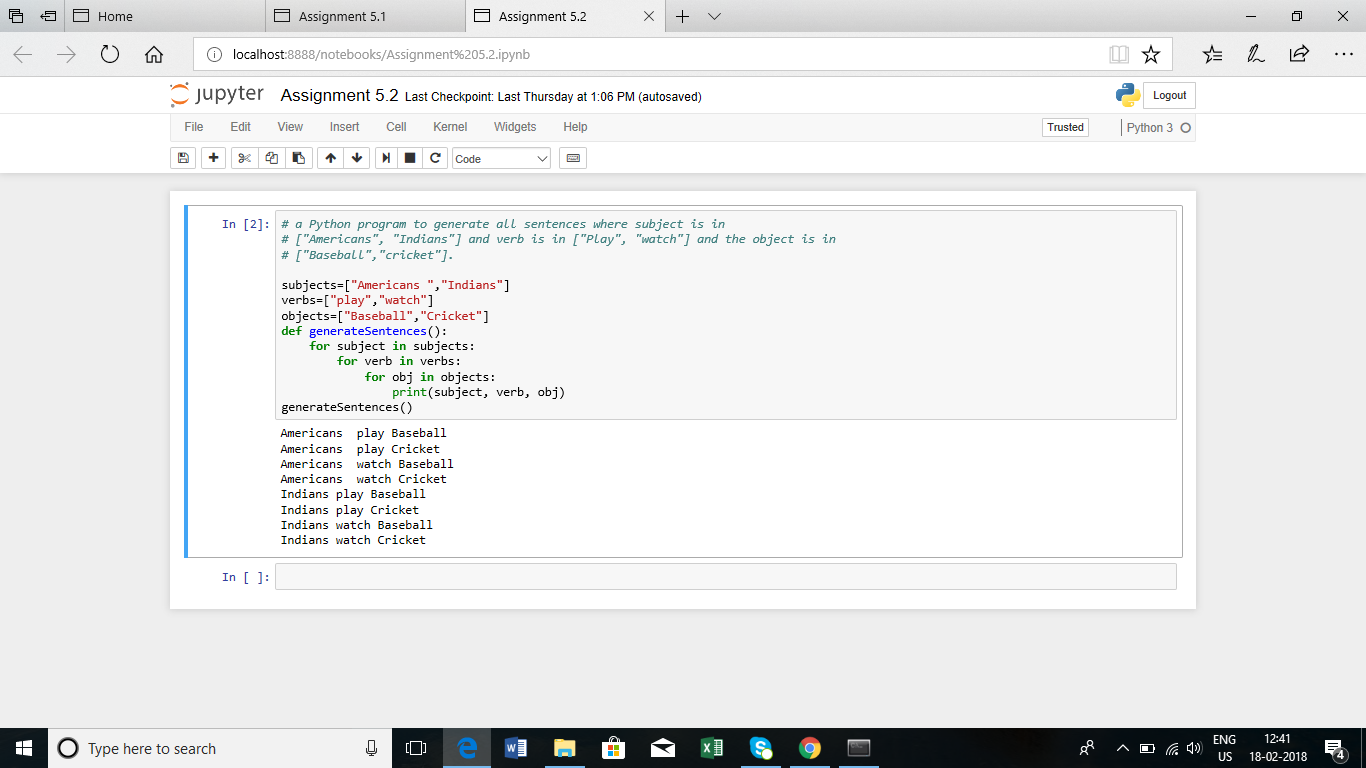 Home
Assignment 5.1
Assignment 5.2
localhost:8888/notebooks/Assignment%205.2.ipynb
jupyter Assignment 5.2 Last Checkpoint: Last Thursday at 1:06 PM (autosaved)
Logout
File Edit View Insert Cell Kernel Widgets Help
Trusted
Python 3
Code
In [2]:
# a Python program to generate all sentences where subject is in
# ["Americans", "Indians"] and verb is in ["Play", "watch"] and the object is in
# ["Baseball","cricket"].

subjects=["Americans ","Indians"]
verbs=["play","watch"]
objects=["Baseball","Cricket"]
def generateSentences():
    for subject in subjects:
        for verb in verbs:
            for obj in objects:
                print(subject, verb, obj)
generateSentences()
Americans  play Baseball
Americans  play Cricket
Americans  watch Baseball
Americans  watch Cricket
Indians play Baseball
Indians play Cricket
Indians watch Baseball
Indians watch Cricket
In [ ]:
Type here to search
ENG
US
12:41
18-02-2018
4